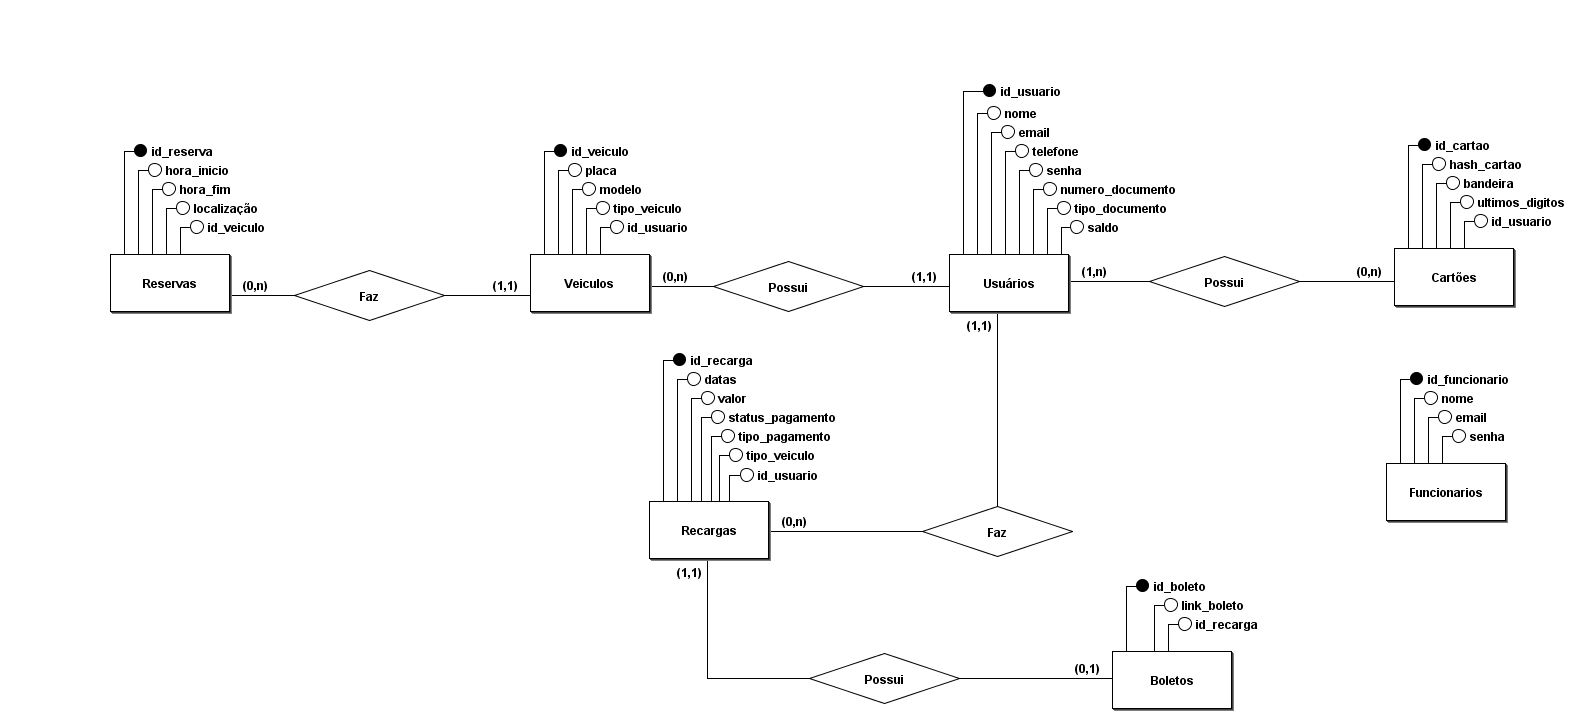 id_reserva
hora_inicio
hora_fim
localização
id_veiculo
Reservas
(0,n)
Faz
(1,1)
id_veiculo
placa
modelo
tipo_veiculo
id_usuario
Veiculos
(0,n)
Possui
(1,1)
id_usuario
nome
email
telefone
senha
numero_documento
tipo_documento
saldo
Usuários
(1,n)
Possui
(0,n)
id_cartao
hash_cartao
bandeira
ultimos_digitos
id_usuario
Cartões
(1,1)
id_recarga
datas
valor
status_pagamento
tipo_pagamento
tipo_veiculo
id_usuario
Recargas
(0,n)
Faz
id_funcionario
nome
email
senha
Funcionarios
(1,1)
Possui
(0,1)
id_boleto
link_boleto
id_recarga
Boletos